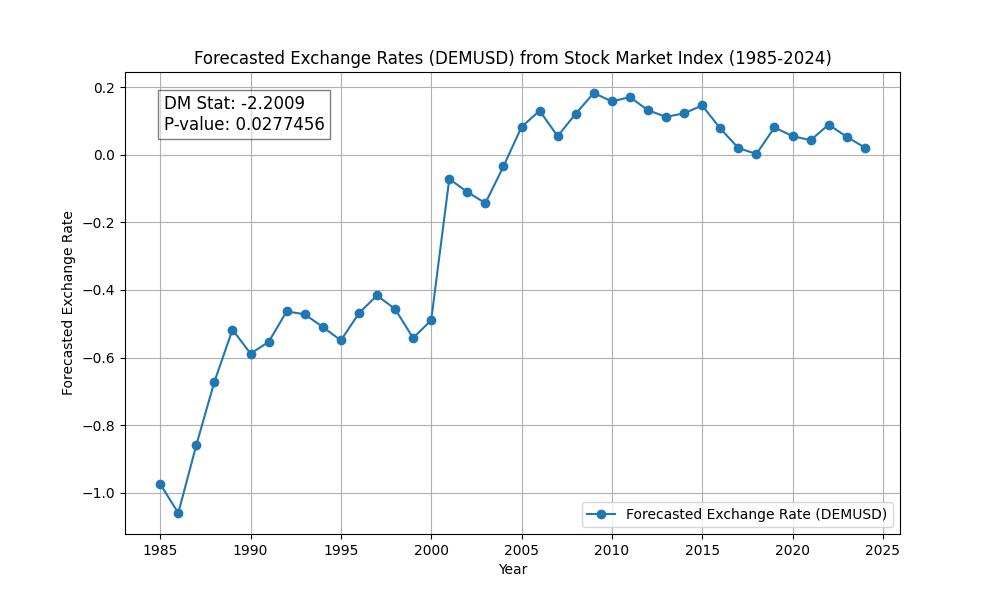 Forecasted Exchange Rates (DEMUSD) from Stock Market Index (1985-2024)
DM Stat: -2.2009
P-value: 0.0277456
Forecasted Exchange Rate
0.2
0.0
−0.2
−0.4
−0.6
−0.8
−1.0
Forecasted Exchange Rate (DEMUSD)
1985 1990 1995 2000 2005 2010 2015 2020 2025
Year